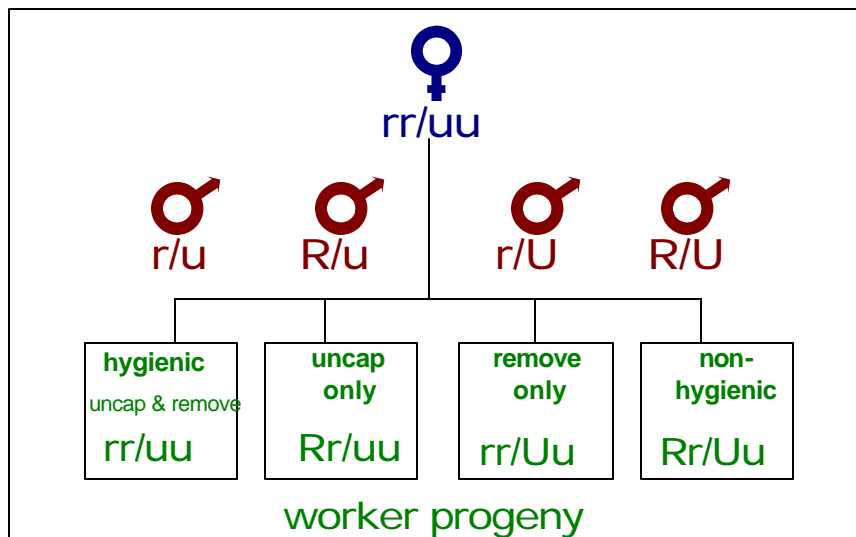 rr/uu
r/u R/u r/U R/U
hygienic
uncap & remove
rr/uu
uncap
only
Rr/uu
remove
only
rr/Uu
non-
hygienic
Rr/Uu
worker progeny